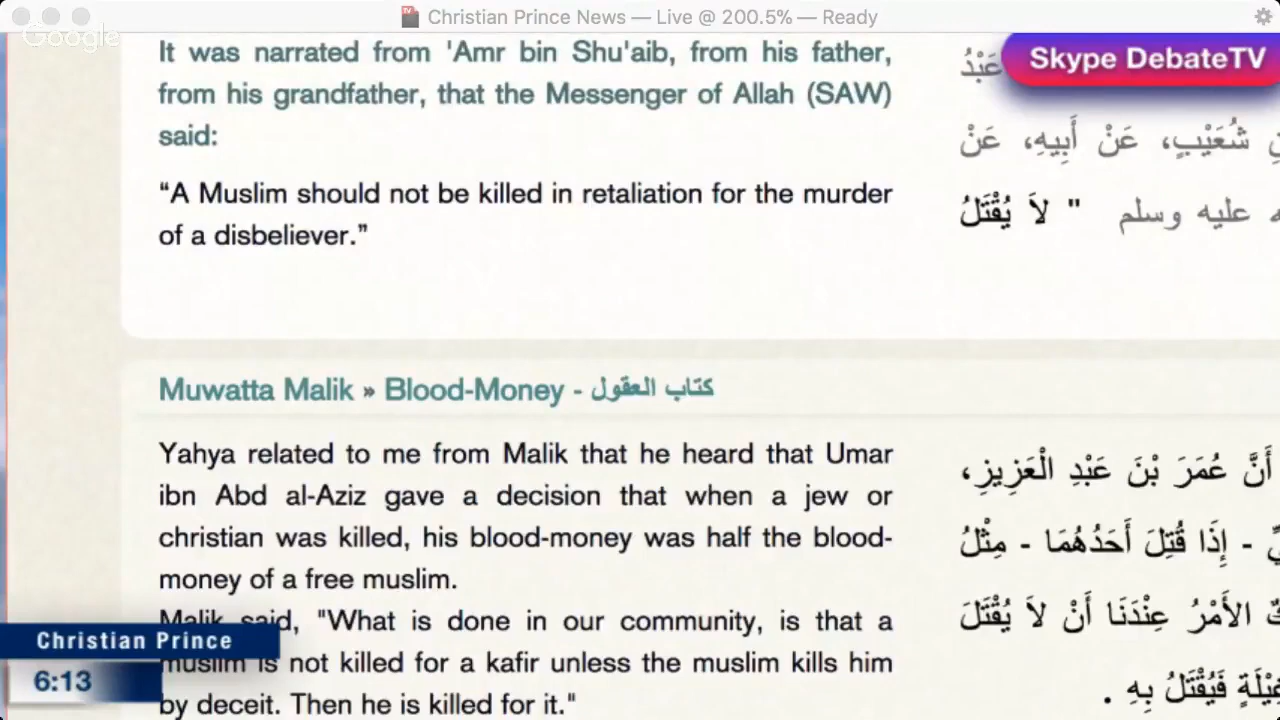 Christian Prince News — Live @ 200.5% — Ready
Google
Skype DebateTV
It was narrated from 'Amr bin Shu'aib, from his father,
from his grandfather, that the Messenger of Allah (SAW)
said:
“A Muslim should not be killed in retaliation for the murder
of a disbeliever.”
عَبْدُ
شُعَيْبٍ، عَنْ أَبِيهِ، عَنْ
عليه وسلم " لاَ يُقْتَلُ
Muwatta Malik » Blood-Money - كتاب العقول
Yahya related to me from Malik that he heard that Umar
ibn Abd al-Aziz gave a decision that when a jew or
christian was killed, his blood-money was half the blood-
money of a free muslim.
Malik said, "What is done in our community, is that a
muslim is not killed for a kafir unless the muslim kills him
by deceit. Then he is killed for it."
أَنَّ عُمَرَ بْنَ عَبْدِ الْعَزِيزِ،
- إِذَا قُتِلَ أَحَدُهُمَا - مِثْلُ
الأَمْرُ عِنْدَنَا أَنْ لاَ يُقْتَلَ
فَيُقْتَلُ بِهِ .
Christian Prince
6:13